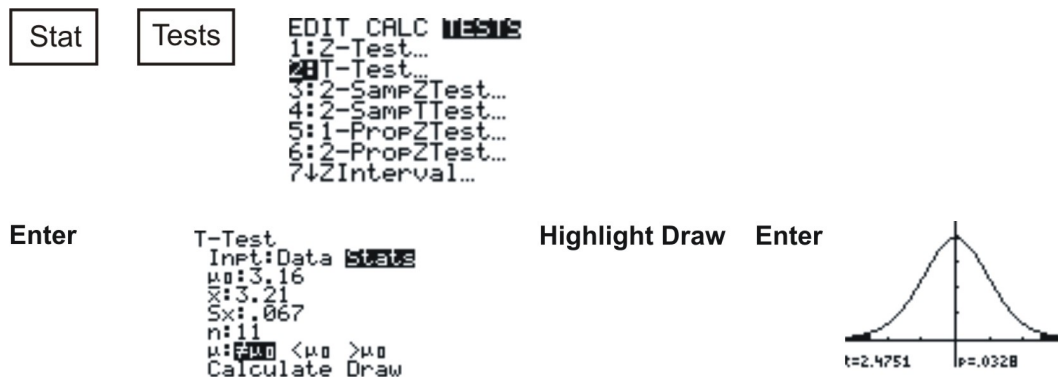 Stat
Tests
EDIT CALC TESTS
1:Z-Test…
2:T-Test…
3:2-SampZTest…
4:2-SampTTest…
5:1-PropZTest…
6:2-PropZTest…
7↓ZInterval…
Enter
T-Test
Inpt:Data Stats
μ0:3.16
x̄:3.21
Sx:.067
n:11
μ:≠μ0 <μ0 >μ0
Calculate Draw
Highlight Draw
Enter
t=2.4751
p=.0328